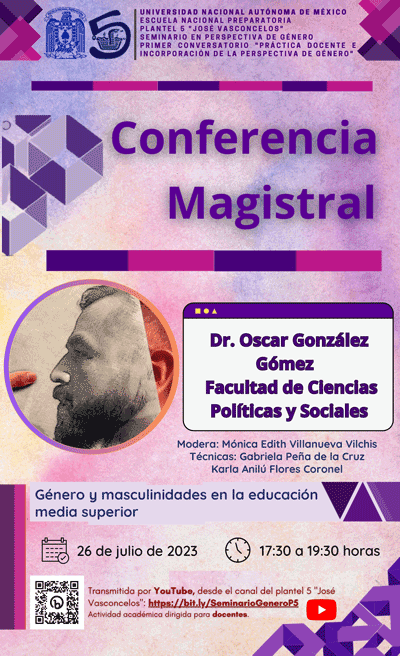 UNIVERSIDAD NACIONAL AUTÓNOMA DE MÉXICO
ESCUELA NACIONAL PREPARATORIA
PLANTEL 5 "JOSÉ VASCONCELOS"
SEMINARIO EN PERSPECTIVA DE GÉNERO
PRIMER CONVERSATORIO "PRÁCTICA DOCENTE E
INCORPORACIÓN DE LA PERSPECTIVA DE GÉNERO"
5
Conferencia
Magistral
Dr. Oscar González
Gómez
Facultad de Ciencias
Políticas y Sociales
Modera: Mónica Edith Villanueva Vilchis
Técnicas: Gabriela Peña de la Cruz
Karla Anilú Flores Coronel
Género y masculinidades en la educación
media superior
26 de julio de 2023
17:30 a 19:30 horas
Transmitida por YouTube, desde el canal del plantel 5 "José
Vasconcelos": https://bit.ly/SeminarioGeneroP5
Actividad académica dirigida para docentes.